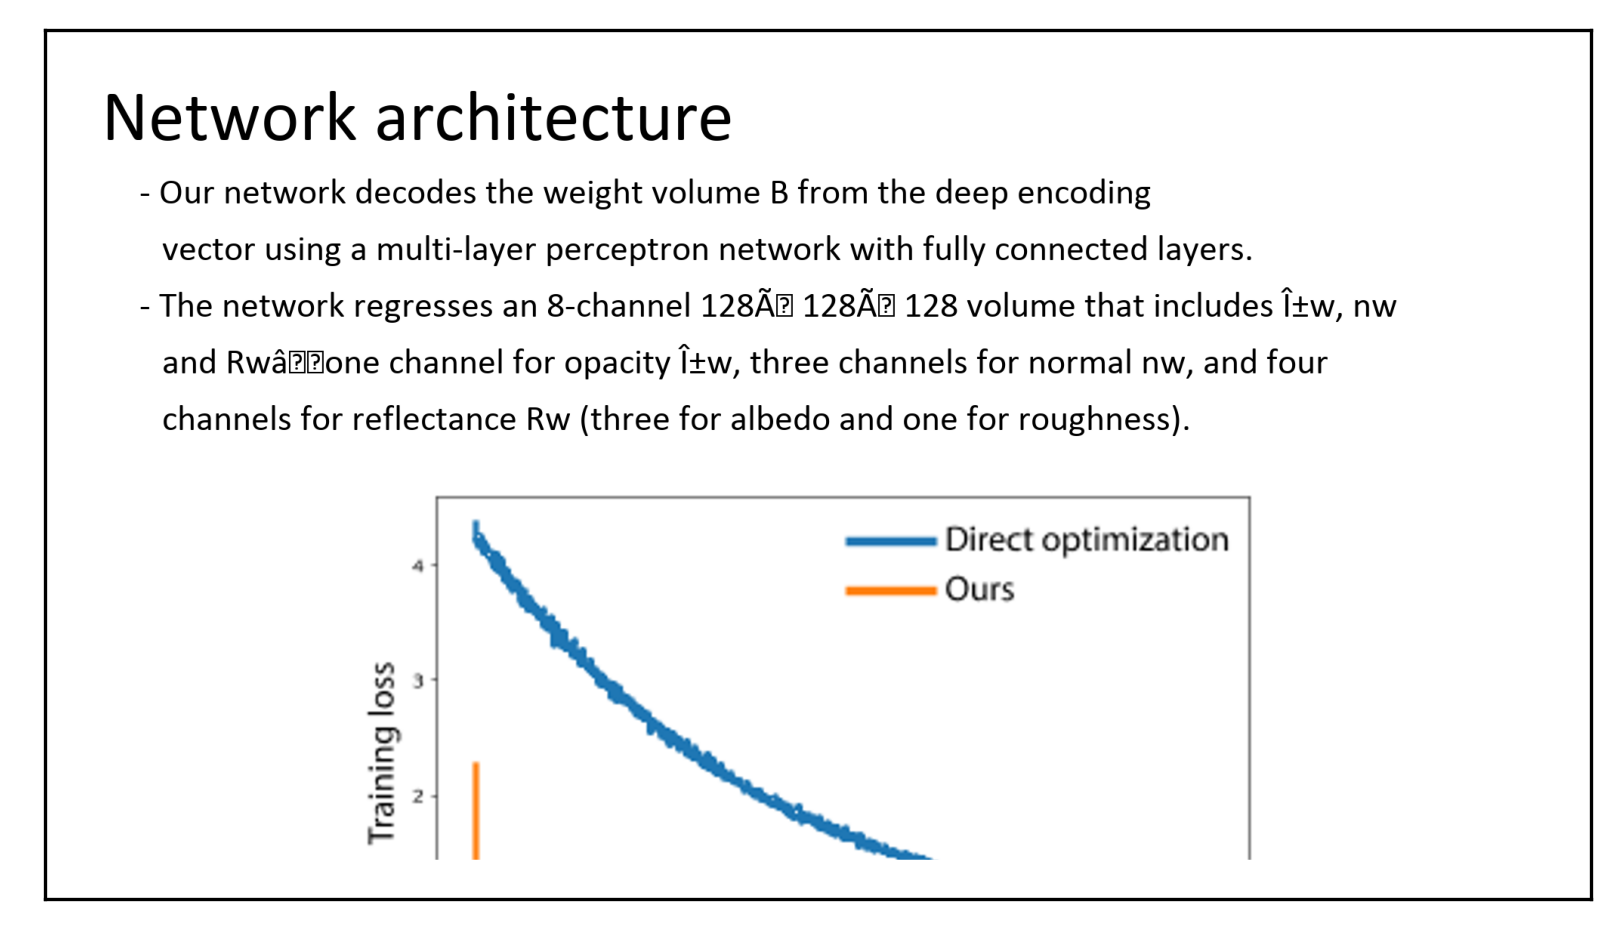 Network architecture
- Our network decodes the weight volume B from the deep encoding
vector using a multi-layer perceptron network with fully connected layers.
- The network regresses an 8-channel 128Ã⍰ 128Ã⍰ 128 volume that includes Î±w, nw
and Rwâ⍰⍰one channel for opacity Î±w, three channels for normal nw, and four
channels for reflectance Rw (three for albedo and one for roughness).
Direct optimization
Ours
4
3
2
Training loss